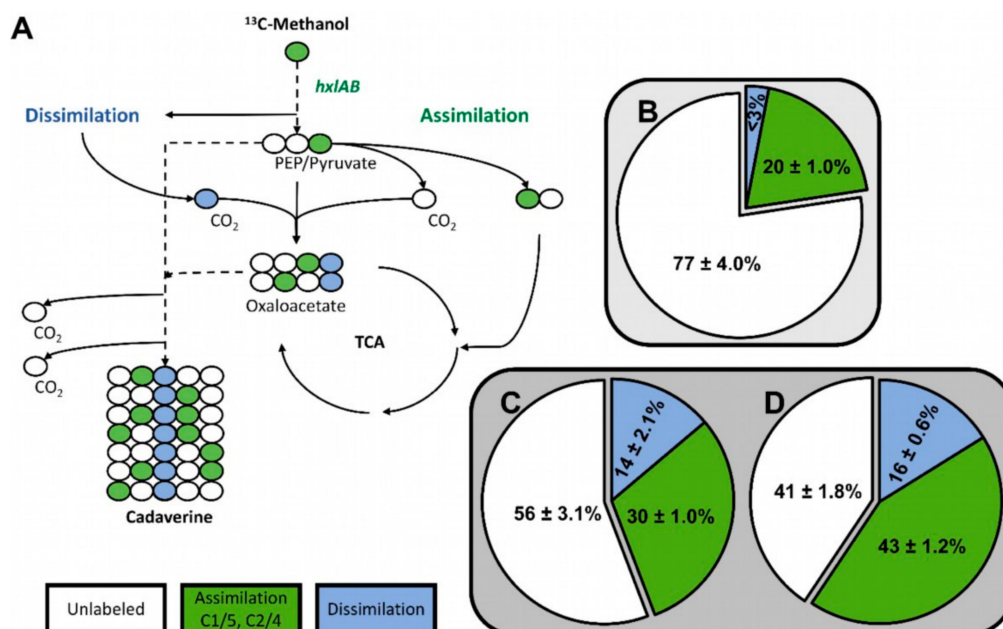 A
¹³C-Methanol
hxlAB
Dissimilation
Assimilation
PEP/Pyruvate
CO₂
CO₂
Oxaloacetate
TCA
CO₂
CO₂
Cadaverine
B
<3%
20 ± 1.0%
77 ± 4.0%
C
14 ± 2.1%
56 ± 3.1%
30 ± 1.0%
D
16 ± 0.6%
41 ± 1.8%
43 ± 1.2%
Unlabeled
Assimilation
C1/5, C2/4
Dissimilation